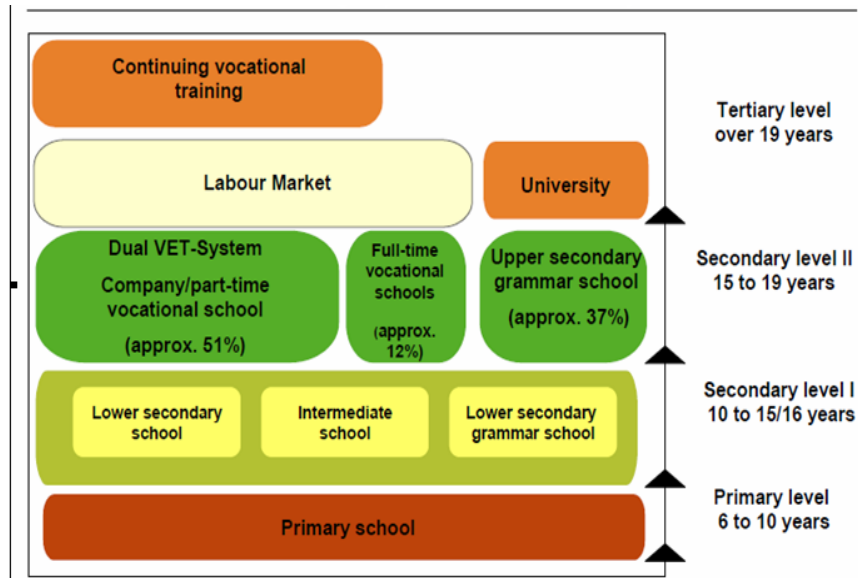 Continuing vocational
training
Tertiary level
over 19 years
Labour Market
University
Dual VET-System
Company/part-time
vocational school
(approx. 51%)
Full-time
vocational
schools
(approx.
12%)
Upper secondary
grammar school
(approx. 37%)
Secondary level II
15 to 19 years
Lower secondary
school
Intermediate
school
Lower secondary
grammar school
Secondary level I
10 to 15/16 years
Primary school
Primary level
6 to 10 years